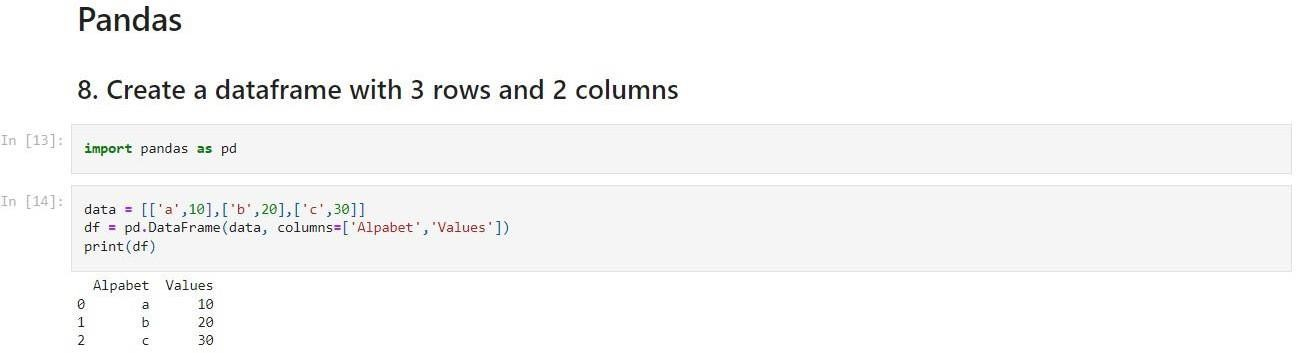 Pandas
8. Create a dataframe with 3 rows and 2 columns
In [13]:
import pandas as pd
In [14]:
data = [['a',10],['b',20],['c',30]]
df = pd.DataFrame(data, columns=['Alpabet','Values'])
print(df)
Alpabet Values
0 a 10
1 b 20
2 c 30